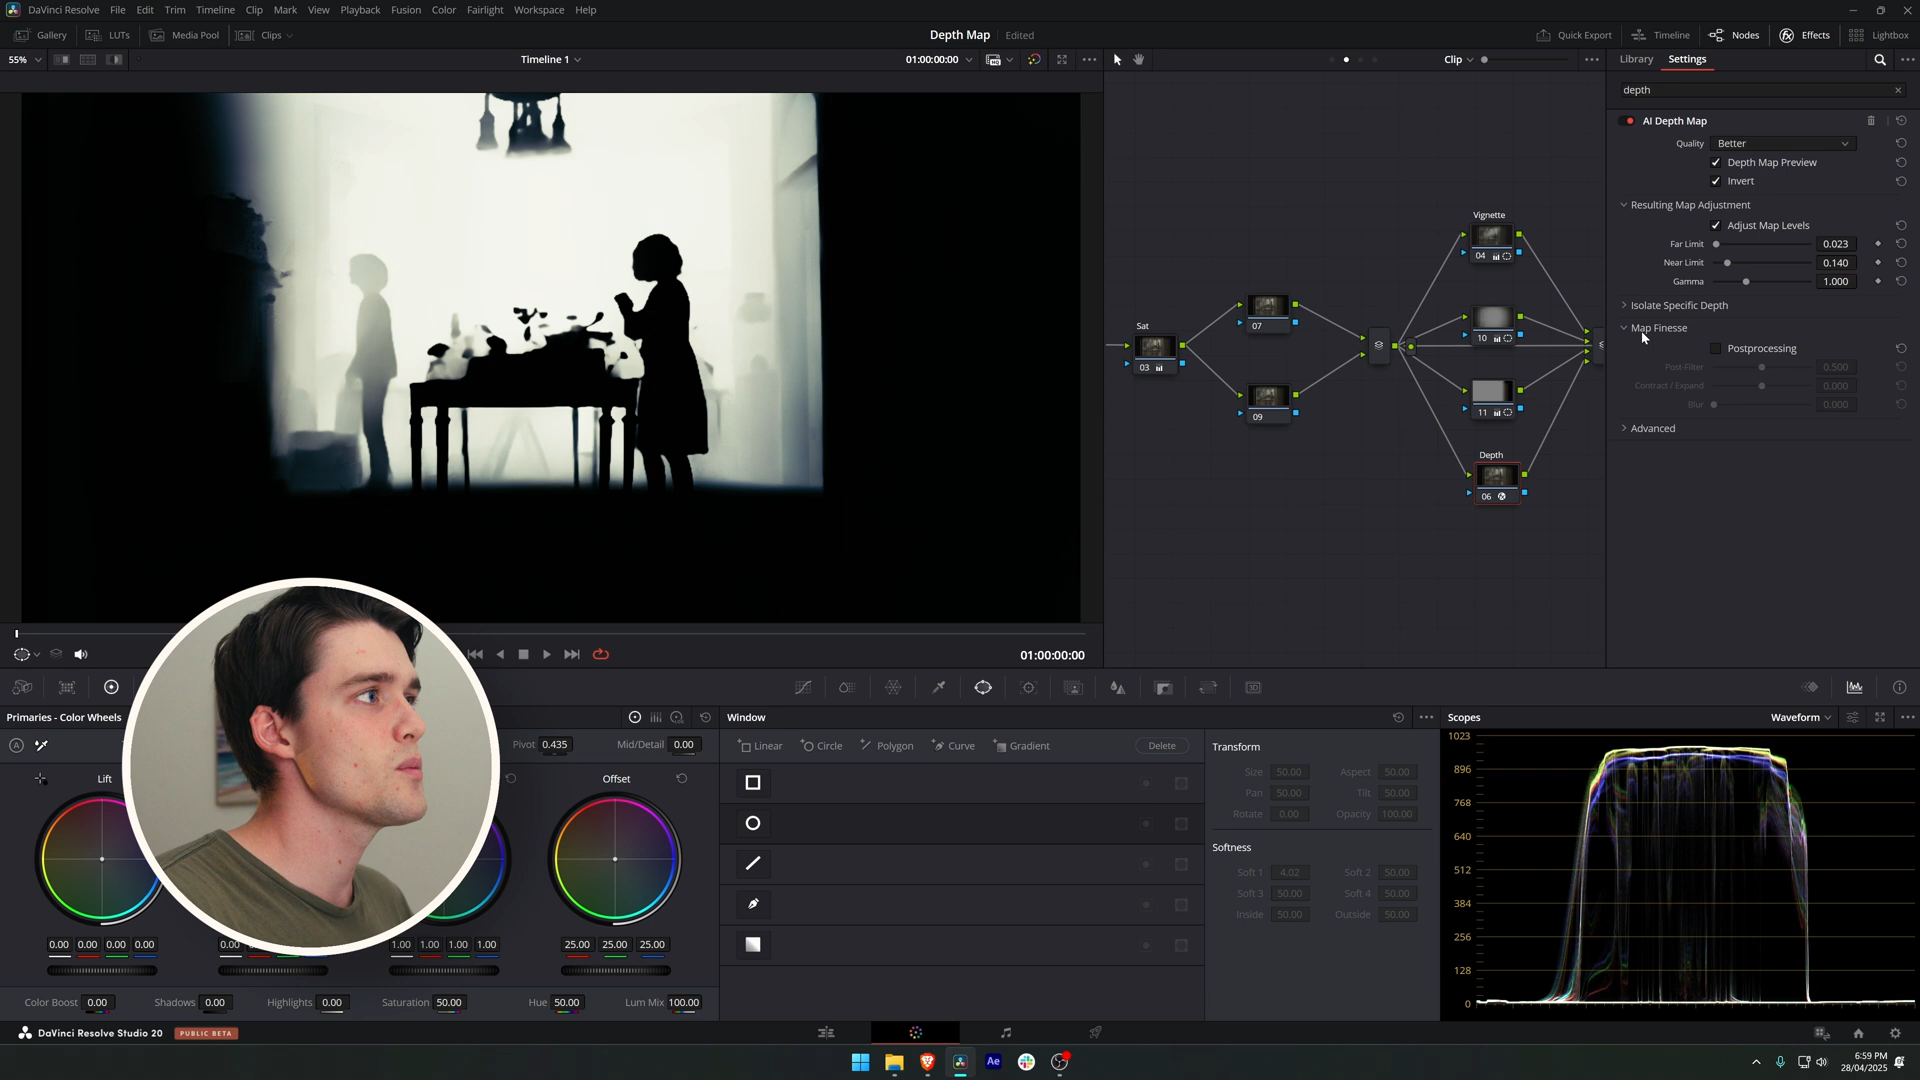 DaVinci Resolve File Edit Trim Timeline Clip Mark View Playback Fusion Color Fairlight Workspace Help
Gallery LUTs Media Pool Clips Depth Map Edited Quick Export Timeline Nodes Effects Lightbox
55% Timeline 1 01:00:00:00 Clip Library Settings
depth
AI Depth Map
Quality Better
Depth Map Preview
Invert
Resulting Map Adjustment
Adjust Map Levels
Far Limit 0.023
Near Limit 0.140
Gamma 1.000
Isolate Specific Depth
Map Finesse
Postprocessing
Post-Filter 0.500
Contract / Expand 0.000
Blur 0.000
Advanced
Vignette
04
07
10
Sat
03
09
11
Depth
06
01:00:00:00
Primaries - Color Wheels
Pivot 0.435 Mid/Detail 0.00
Lift Offset
0.00 0.00 0.00 0.00 0.00 1.00 1.00 1.00 1.00 25.00 25.00 25.00
Color Boost 0.00 Shadows 0.00 Highlights 0.00 Saturation 50.00 Hue 50.00 Lum Mix 100.00
Window
Linear Circle Polygon Curve Gradient Delete
Transform
Size 50.00 Aspect 50.00
Pan 50.00 Tilt 50.00
Rotate 0.00 Opacity 100.00
Softness
Soft 1 4.02 Soft 2 50.00
Soft 3 50.00 Soft 4 50.00
Inside 50.00 Outside 50.00
Scopes Waveform
1023
896
768
640
512
384
256
128
0
DaVinci Resolve Studio 20 PUBLIC BETA
Ae
6:59 PM
28/04/2025